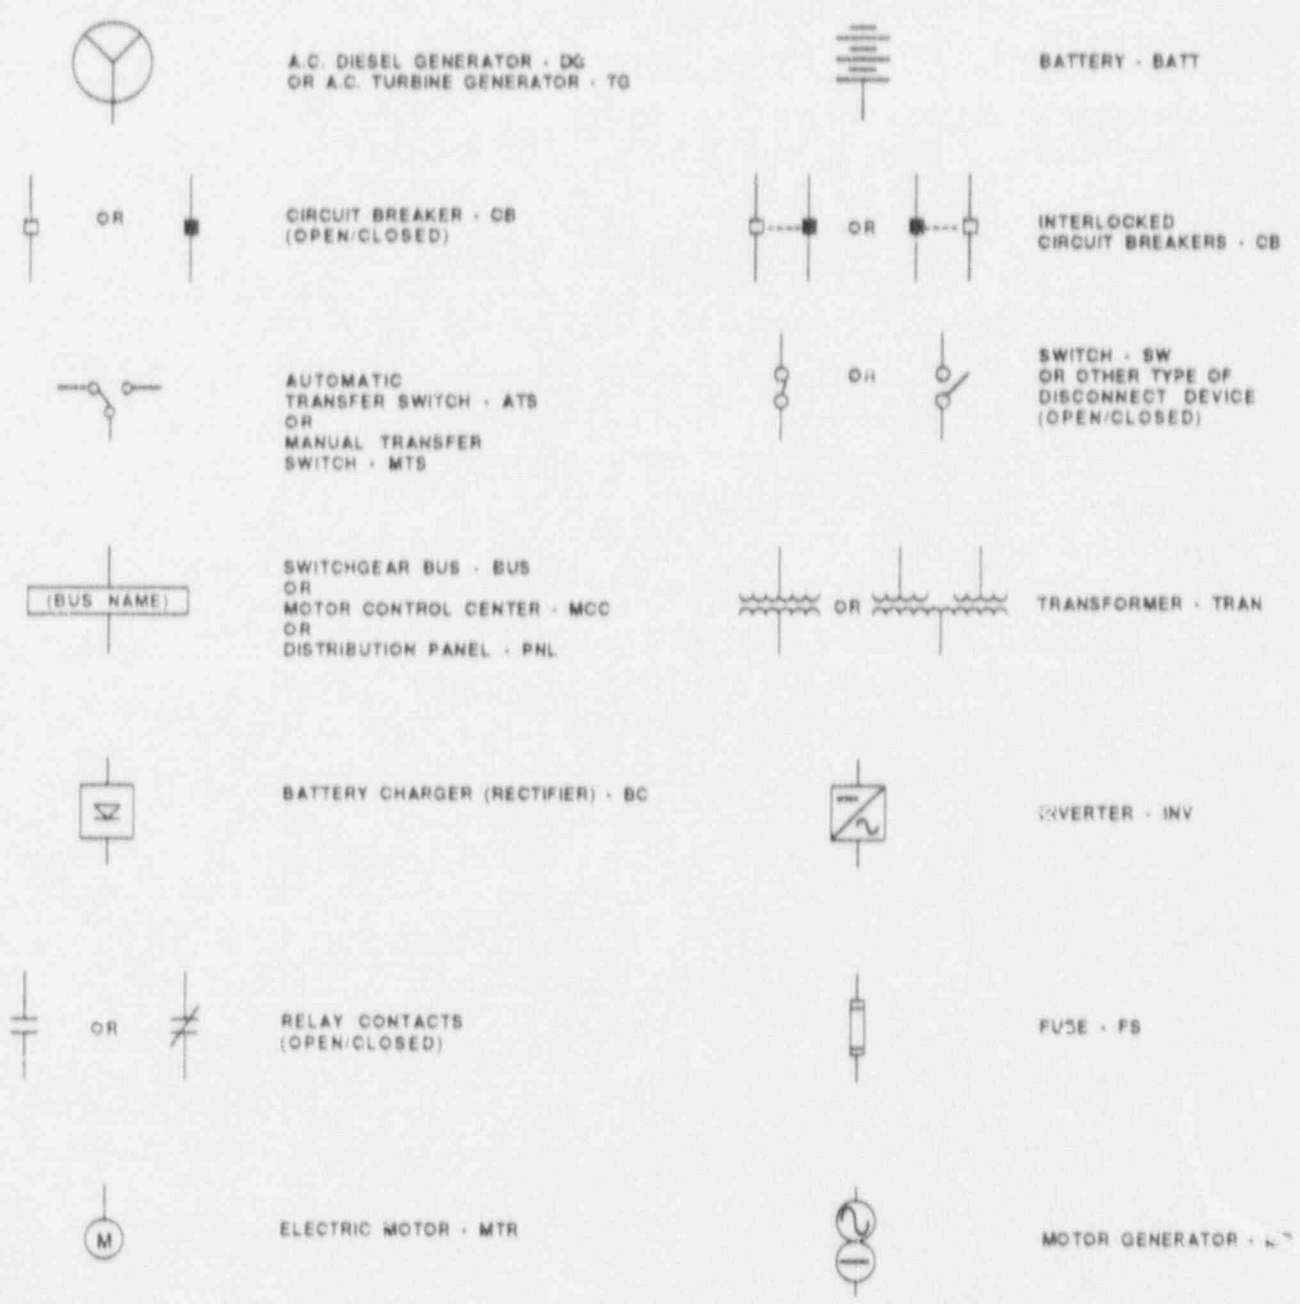 A.C. DIESEL GENERATOR - DG
OR A.C. TURBINE GENERATOR - TG
BATTERY - BATT
OR
CIRCUIT BREAKER - CB
(OPEN/CLOSED)
OR
INTERLOCKED
CIRCUIT BREAKERS - CB
AUTOMATIC
TRANSFER SWITCH - ATS
OR
MANUAL TRANSFER
SWITCH - MTS
OR
SWITCH - SW
OR OTHER TYPE OF
DISCONNECT DEVICE
(OPEN/CLOSED)
(BUS NAME)
SWITCHGEAR BUS - BUS
OR
MOTOR CONTROL CENTER - MCC
OR
DISTRIBUTION PANEL - PNL
OR
TRANSFORMER - TRAN
BATTERY CHARGER (RECTIFIER) - BC
INVERTER - INV
OR
RELAY CONTACTS
(OPEN/CLOSED)
FUSE - FS
M
ELECTRIC MOTOR - MTR
MOTOR GENERATOR -